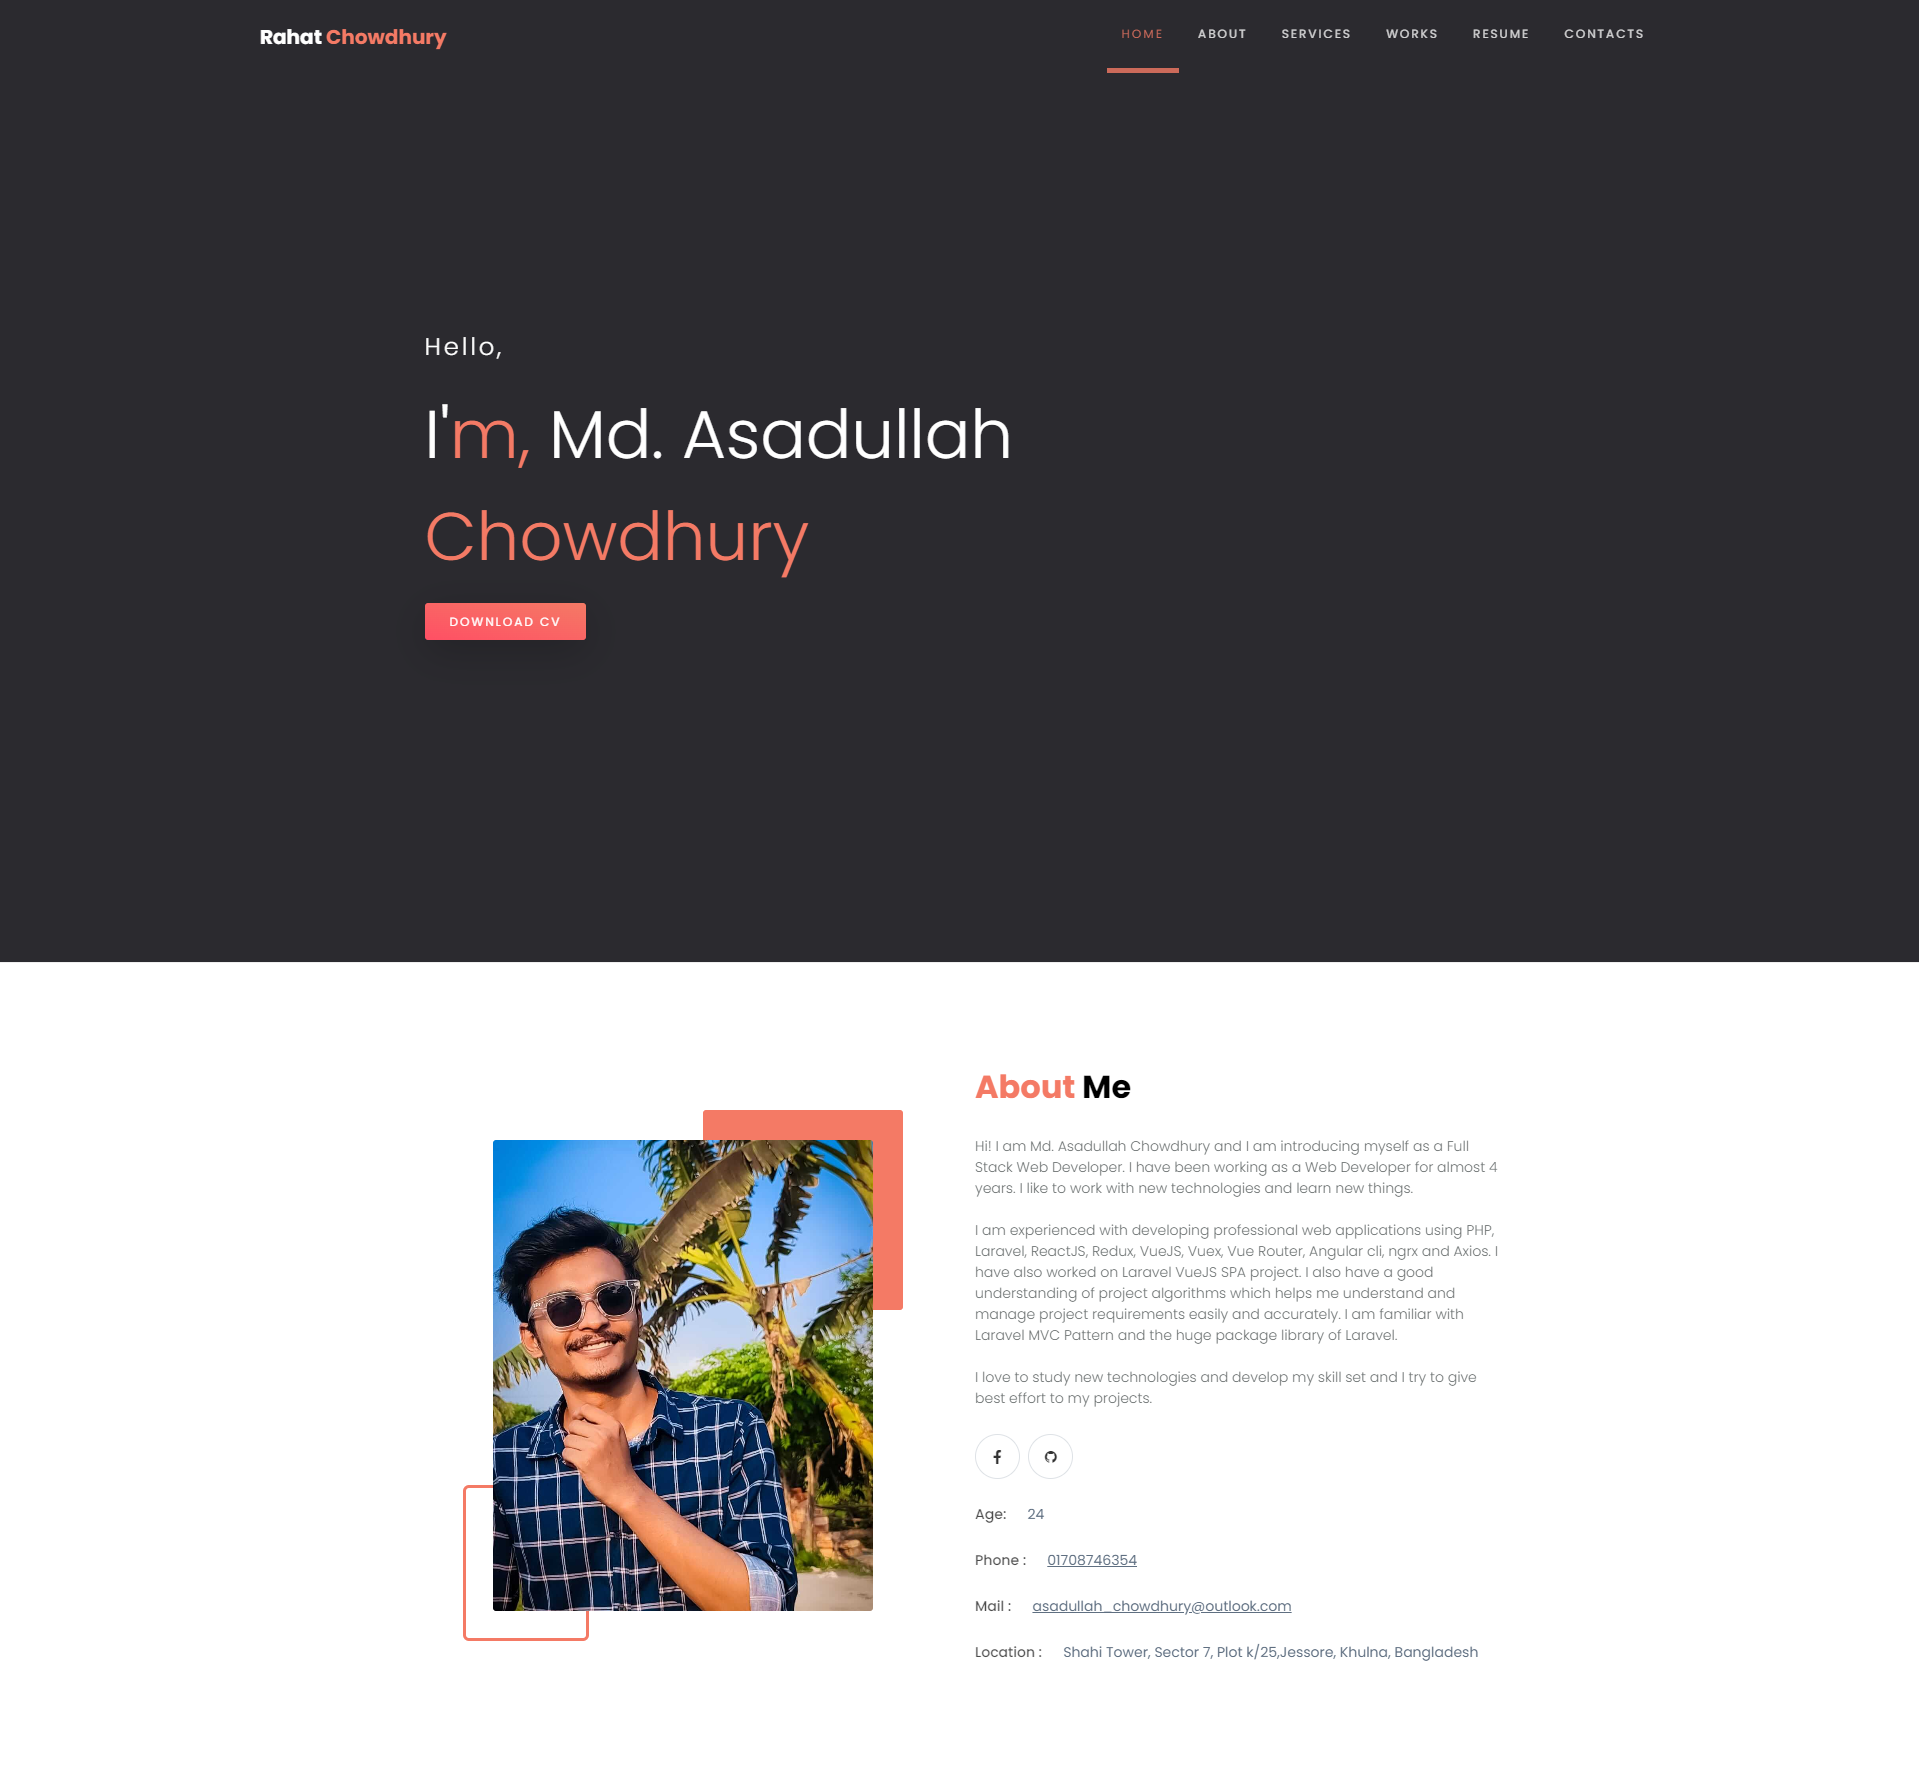 Rahat Chowdhury
HOME ABOUT SERVICES WORKS RESUME CONTACTS
Hello,
I'm, Md. Asadullah
Chowdhury
DOWNLOAD CV
About Me
Hi! I am Md. Asadullah Chowdhury and I am introducing myself as a Full
Stack Web Developer. I have been working as a Web Developer for almost 4
years. I like to work with new technologies and learn new things.
I am experienced with developing professional web applications using PHP,
Laravel, ReactJS, Redux, VueJS, Vuex, Vue Router, Angular cli, ngrx and Axios. I
have also worked on Laravel VueJS SPA project. I also have a good
understanding of project algorithms which helps me understand and
manage project requirements easily and accurately. I am familiar with
Laravel MVC Pattern and the huge package library of Laravel.
I love to study new technologies and develop my skill set and I try to give
best effort to my projects.
Age: 24
Phone : 01708746354
Mail : asadullah_chowdhury@outlook.com
Location : Shahi Tower, Sector 7, Plot k/25,Jessore, Khulna, Bangladesh